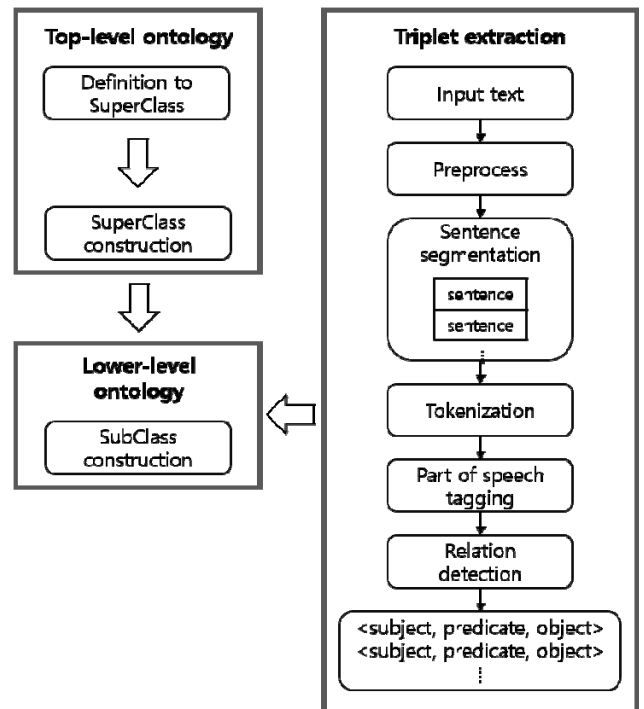 Top-level ontology
Definition to
SuperClass
SuperClass
construction
Lower-level
ontology
SubClass
construction
Triplet extraction
Input text
Preprocess
Sentence
segmentation
sentence
sentence
⋮
Tokenization
Part of speech
tagging
Relation
detection
<subject, predicate, object>
<subject, predicate, object>
⋮